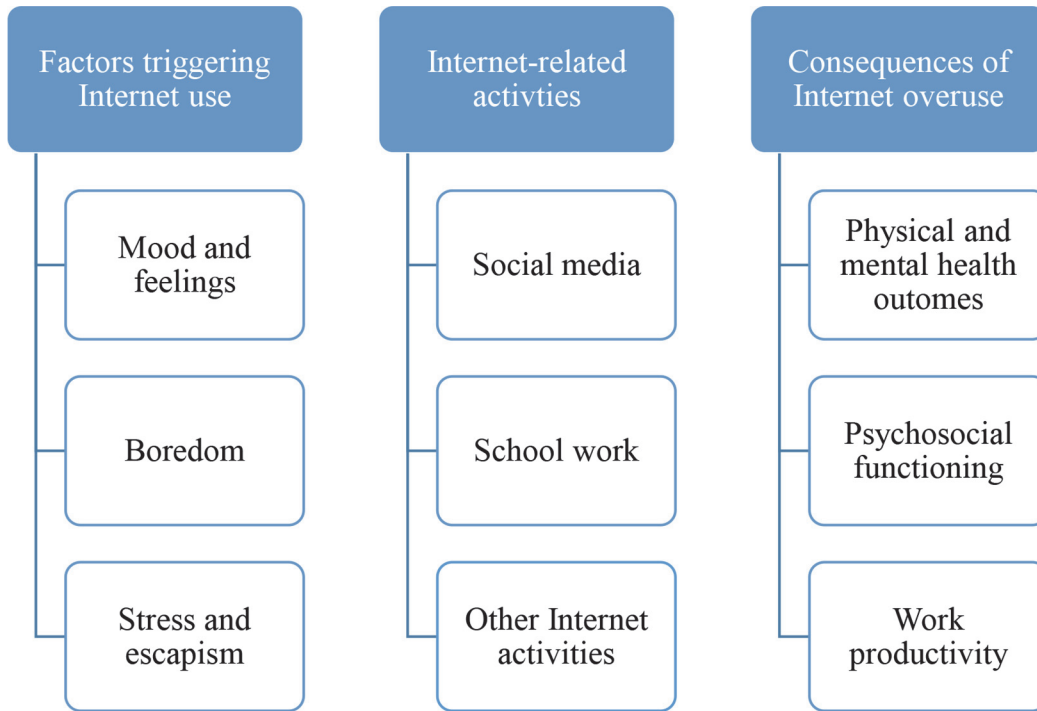 Factors triggering
Internet use
Mood and
feelings
Boredom
Stress and
escapism
Internet-related
activties
Social media
School work
Other Internet
activities
Consequences of
Internet overuse
Physical and
mental health
outcomes
Psychosocial
functioning
Work
productivity